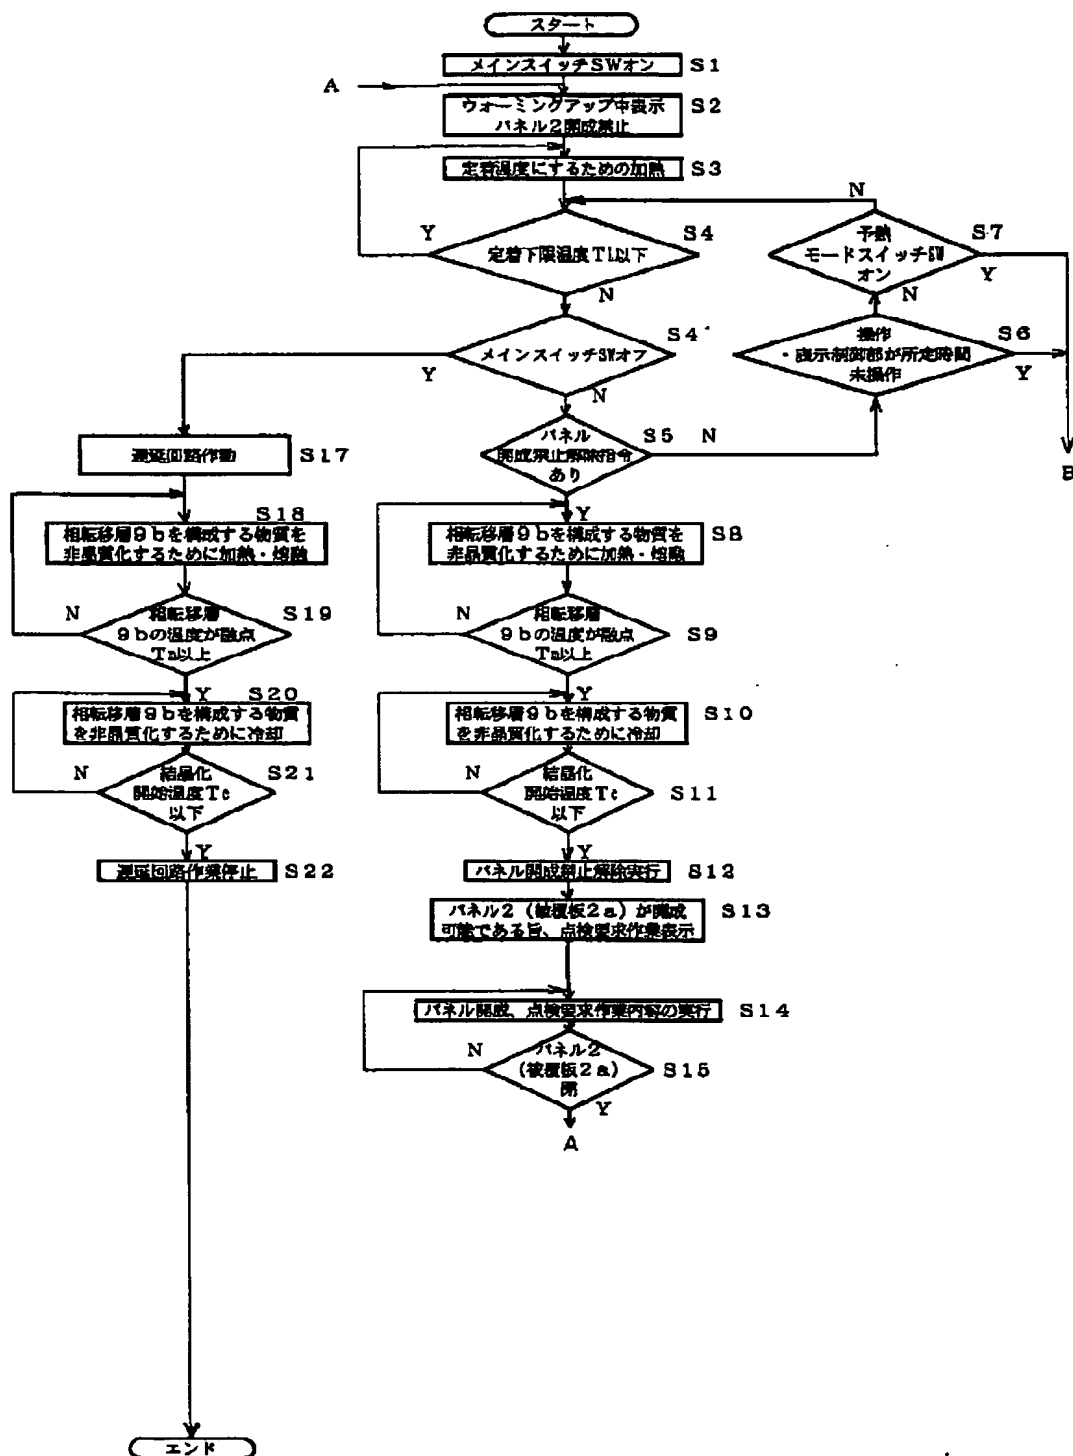 スタート
メインスイッチSWオン
S1
A
ウォーミングアップ中表示
パネル2開成禁止
S2
定着温度にするための加熱
S3
N
Y
定着下限温度T1以下
S4
N
予熱
モードスイッチSW
オン
S7
Y
N
メインスイッチSWオフ
S4'
Y
N
操作
・表示制御部が所定時間
未操作
S6
Y
B
パネル
開成禁止解除指令
あり
S5
N
Y
遅延回路作動
S17
S18
相転移層9bを構成する物質を
非晶質化するために加熱・熔融
相転移層9bを構成する物質を
非晶質化するために加熱・熔融
S8
N
相転移層
9bの温度が融点
Tm以上
S19
Y
N
相転移層
9bの温度が融点
Tm以上
S9
Y
S20
相転移層9bを構成する物質
を非晶質化するために冷却
相転移層9bを構成する物質
を非晶質化するために冷却
S10
N
結晶化
開始温度Tc
以下
S21
Y
N
結晶化
開始温度Tc
以下
S11
Y
遅延回路作業停止
S22
パネル開成禁止解除実行
S12
パネル2(被覆板2a)が開成
可能である旨、点検要求作業表示
S13
パネル開成、点検要求作業内容の実行
S14
N
パネル2
(被覆板2a)
閉
S15
Y
A
エンド